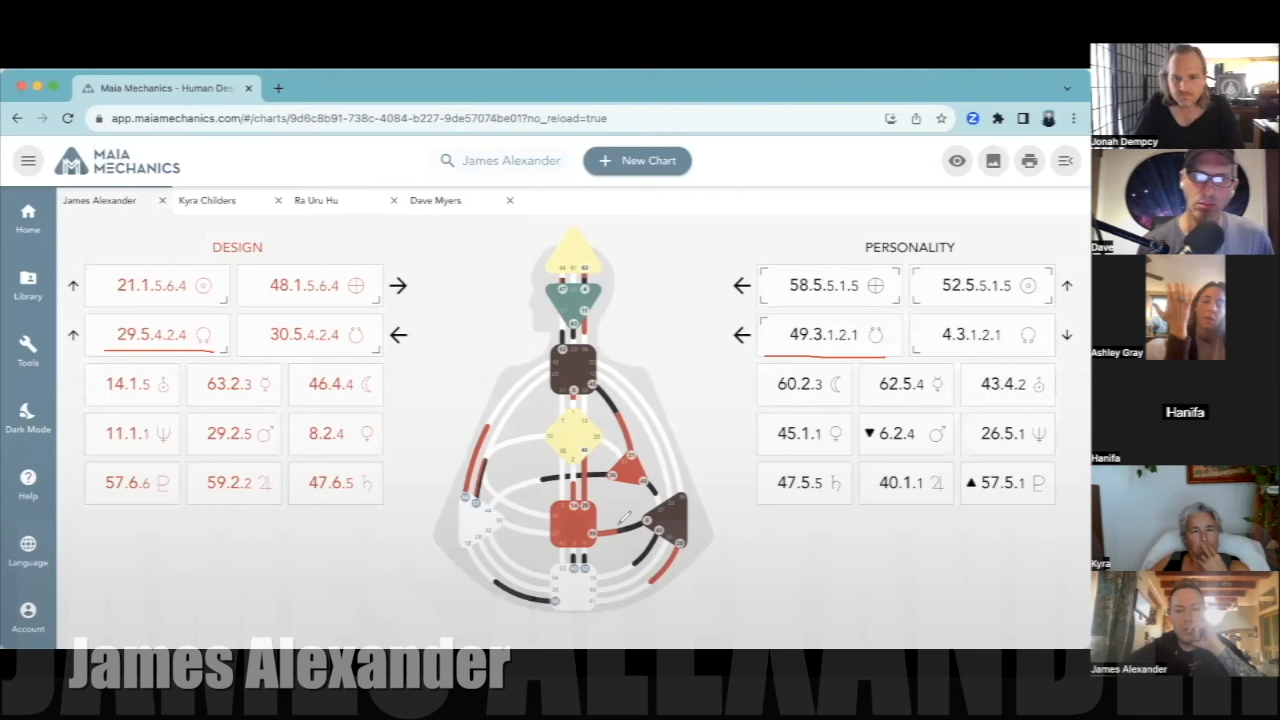 Maia Mechanics - Human Des
app.maiamechanics.com/#/charts/9d6c8b91-738c-4084-b227-9de57074be01?no_reload=true
MAIA
MECHANICS
James Alexander
+ New Chart
James Alexander
Kyra Childers
Ra Uru Hu
Dave Myers
Home
Library
Tools
Dark Mode
Help
Language
Account
DESIGN
21.1.5.6.4
48.1.5.6.4
29.5.4.2.4
30.5.4.2.4
14.1.5
63.2.3
46.4.4
11.1.1
29.2.5
8.2.4
57.6.6
59.2.2
47.6.5
PERSONALITY
58.5.5.1.5
52.5.5.1.5
49.3.1.2.1
4.3.1.2.1
60.2.3
62.5.4
43.4.2
45.1.1
6.2.4
26.5.1
47.5.5
40.1.1
57.5.1
Jonah Dempcy
Dave
Ashley Gray
Hanifa
Hanifa
Kyra
James Alexander
James Alexander
JAMES ALEXANDER